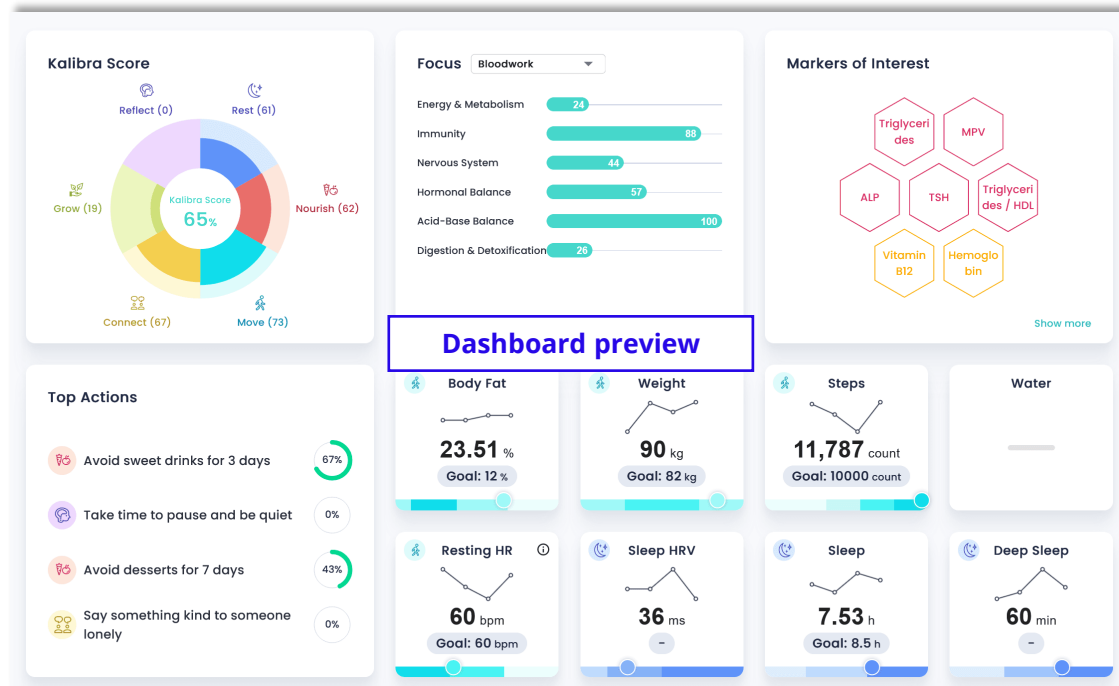 Kalibra Score
Reflect (0)
Rest (61)
Grow (19)
Kalibra Score
65%
Nourish (62)
Connect (67)
Move (73)
Focus
Bloodwork
Energy & Metabolism 24
Immunity 88
Nervous System 44
Hormonal Balance 57
Acid-Base Balance 100
Digestion & Detoxification 26
Markers of Interest
Triglyceri
des
MPV
ALP
TSH
Triglyceri
des / HDL
Vitamin
B12
Hemoglo
bin
Show more
Dashboard preview
Top Actions
Avoid sweet drinks for 3 days 67%
Take time to pause and be quiet 0%
Avoid desserts for 7 days 43%
Say something kind to someone
lonely
0%
Body Fat
23.51 %
Goal: 12 %
Weight
90 kg
Goal: 82 kg
Steps
11,787 count
Goal: 10000 count
Water
Resting HR
60 bpm
Goal: 60 bpm
Sleep HRV
36 ms
-
Sleep
7.53 h
Goal: 8.5 h
Deep Sleep
60 min
-